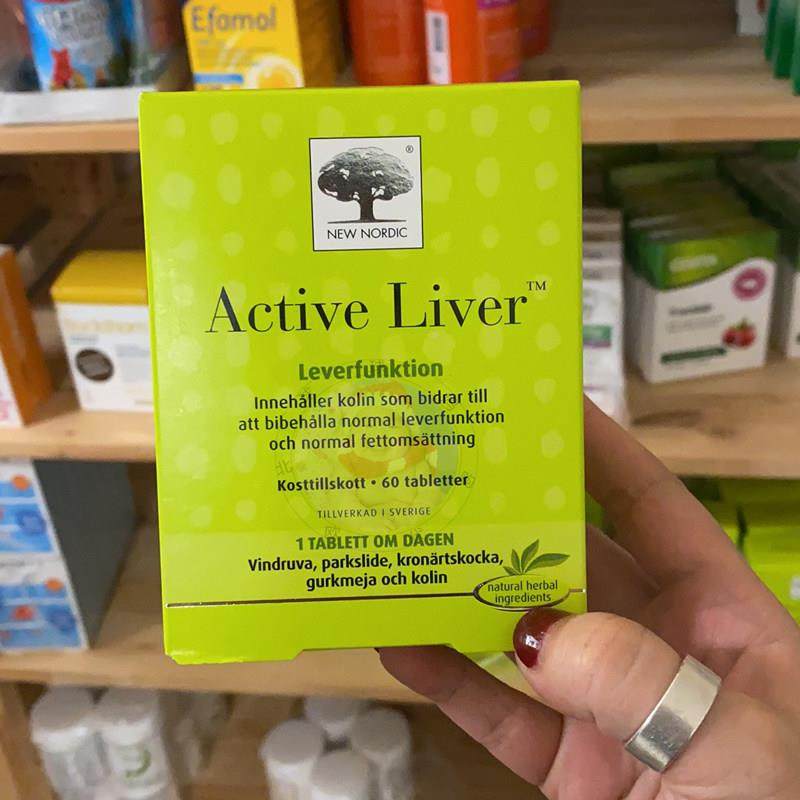 Efamol
NEW NORDIC
®
Active Liver™
Leverfunktion
Innehåller kolin som bidrar till
att bibehålla normal leverfunktion
och normal fettomsättning
Kosttillskott • 60 tabletter
TILLVERKAD I SVERIGE
1 TABLETT OM DAGEN
Vindruva, parkslide, kronärtskocka,
gurkmeja och kolin
natural herbal
ingredients